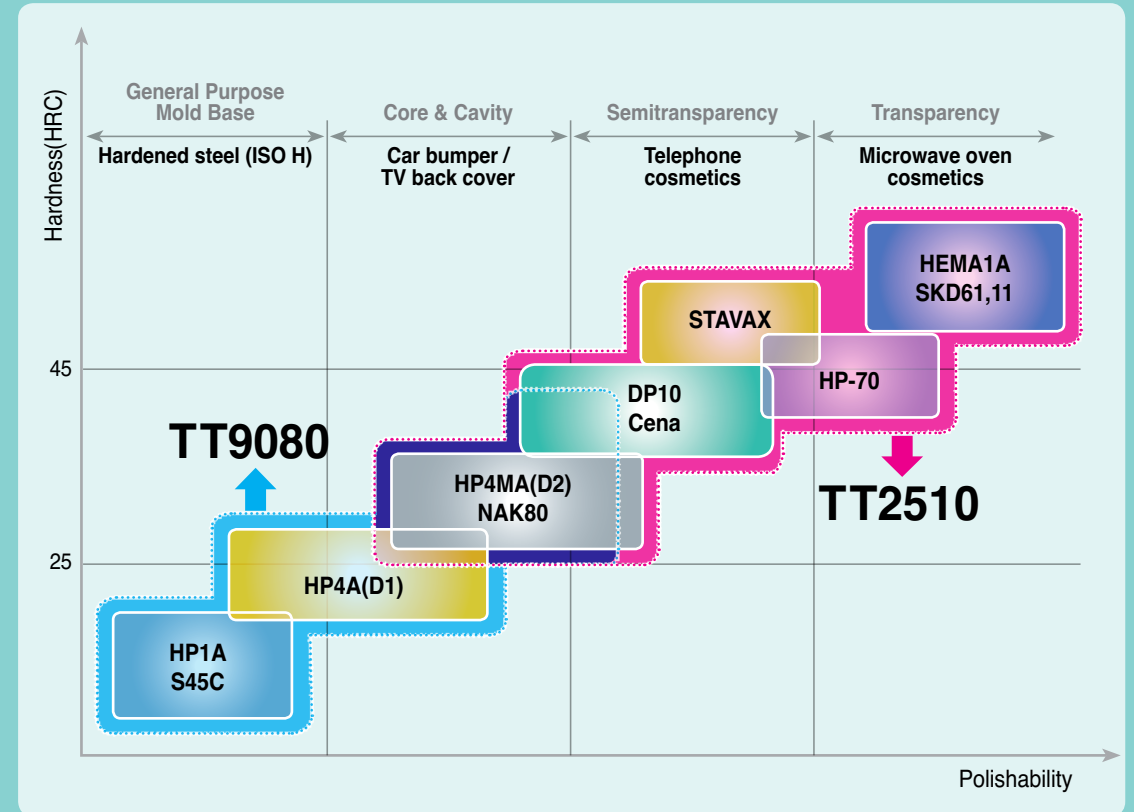 General Purpose
Mold Base
Core & Cavity
Semitransparency
Transparency
Hardened steel (ISO H)
Car bumper /
TV back cover
Telephone
cosmetics
Microwave oven
cosmetics
Hardness(HRC)
HEMA1A
SKD61,11
STAVAX
45
HP-70
DP10
Cena
TT9080
HP4MA(D2)
NAK80
TT2510
25
HP4A(D1)
HP1A
S45C
Polishability